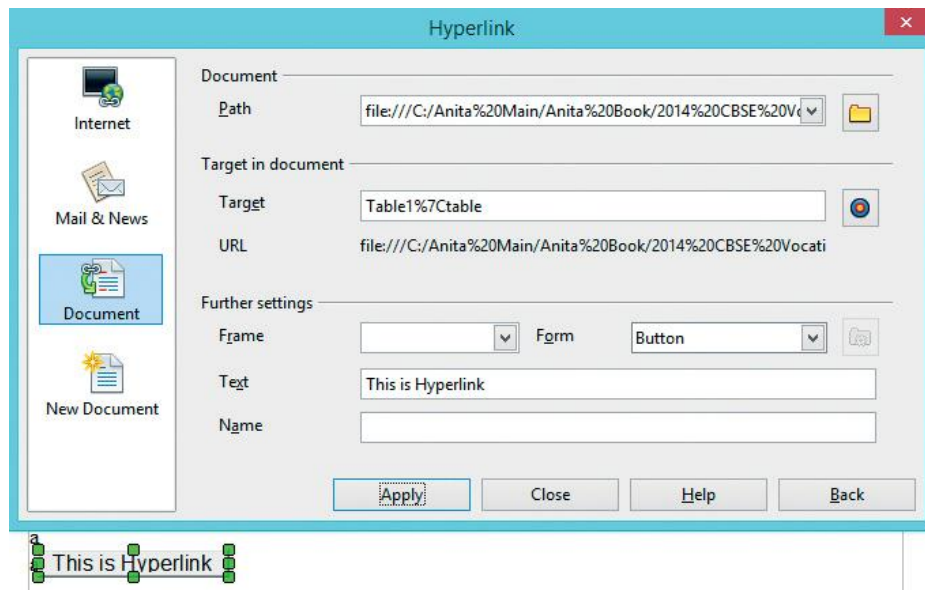 Hyperlink
Internet
Mail & News
Document
New Document
Document
Path file:///C:/Anita%20Main/Anita%20Book/2014%20CBSE%20Vo
Target in document
Target Table1%7Ctable
URL file:///C:/Anita%20Main/Anita%20Book/2014%20CBSE%20Vocati
Further settings
Frame Form Button
Text This is Hyperlink
Name
Apply Close Help Back
a
This is Hyperlink